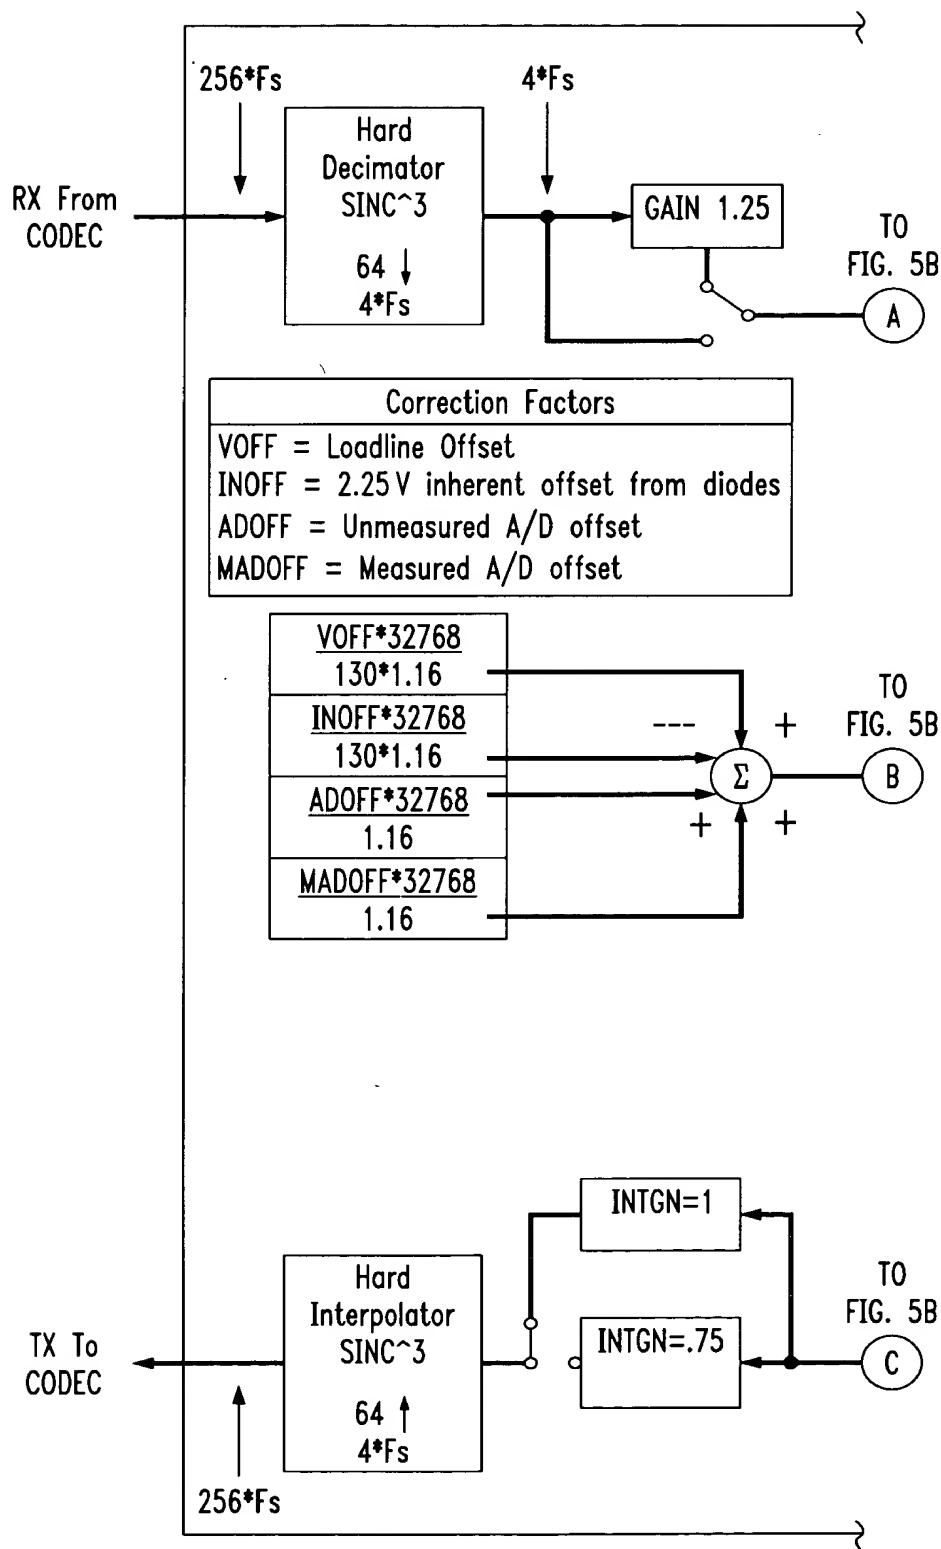 256*Fs
4*Fs
RX From
CODEC
Hard
Decimator
SINC^3
64 ↓
4*Fs
GAIN 1.25
TO
FIG. 5B
A
Correction Factors
VOFF = Loadline Offset
INOFF = 2.25 V inherent offset from diodes
ADOFF = Unmeasured A/D offset
MADOFF = Measured A/D offset
VOFF*32768
130*1.16
INOFF*32768
130*1.16
ADOFF*32768
1.16
MADOFF*32768
1.16
--- +
Σ
+ +
TO
FIG. 5B
B
INTGN=1
INTGN=.75
TO
FIG. 5B
C
Hard
Interpolator
SINC^3
64 ↑
4*Fs
TX To
CODEC
256*Fs